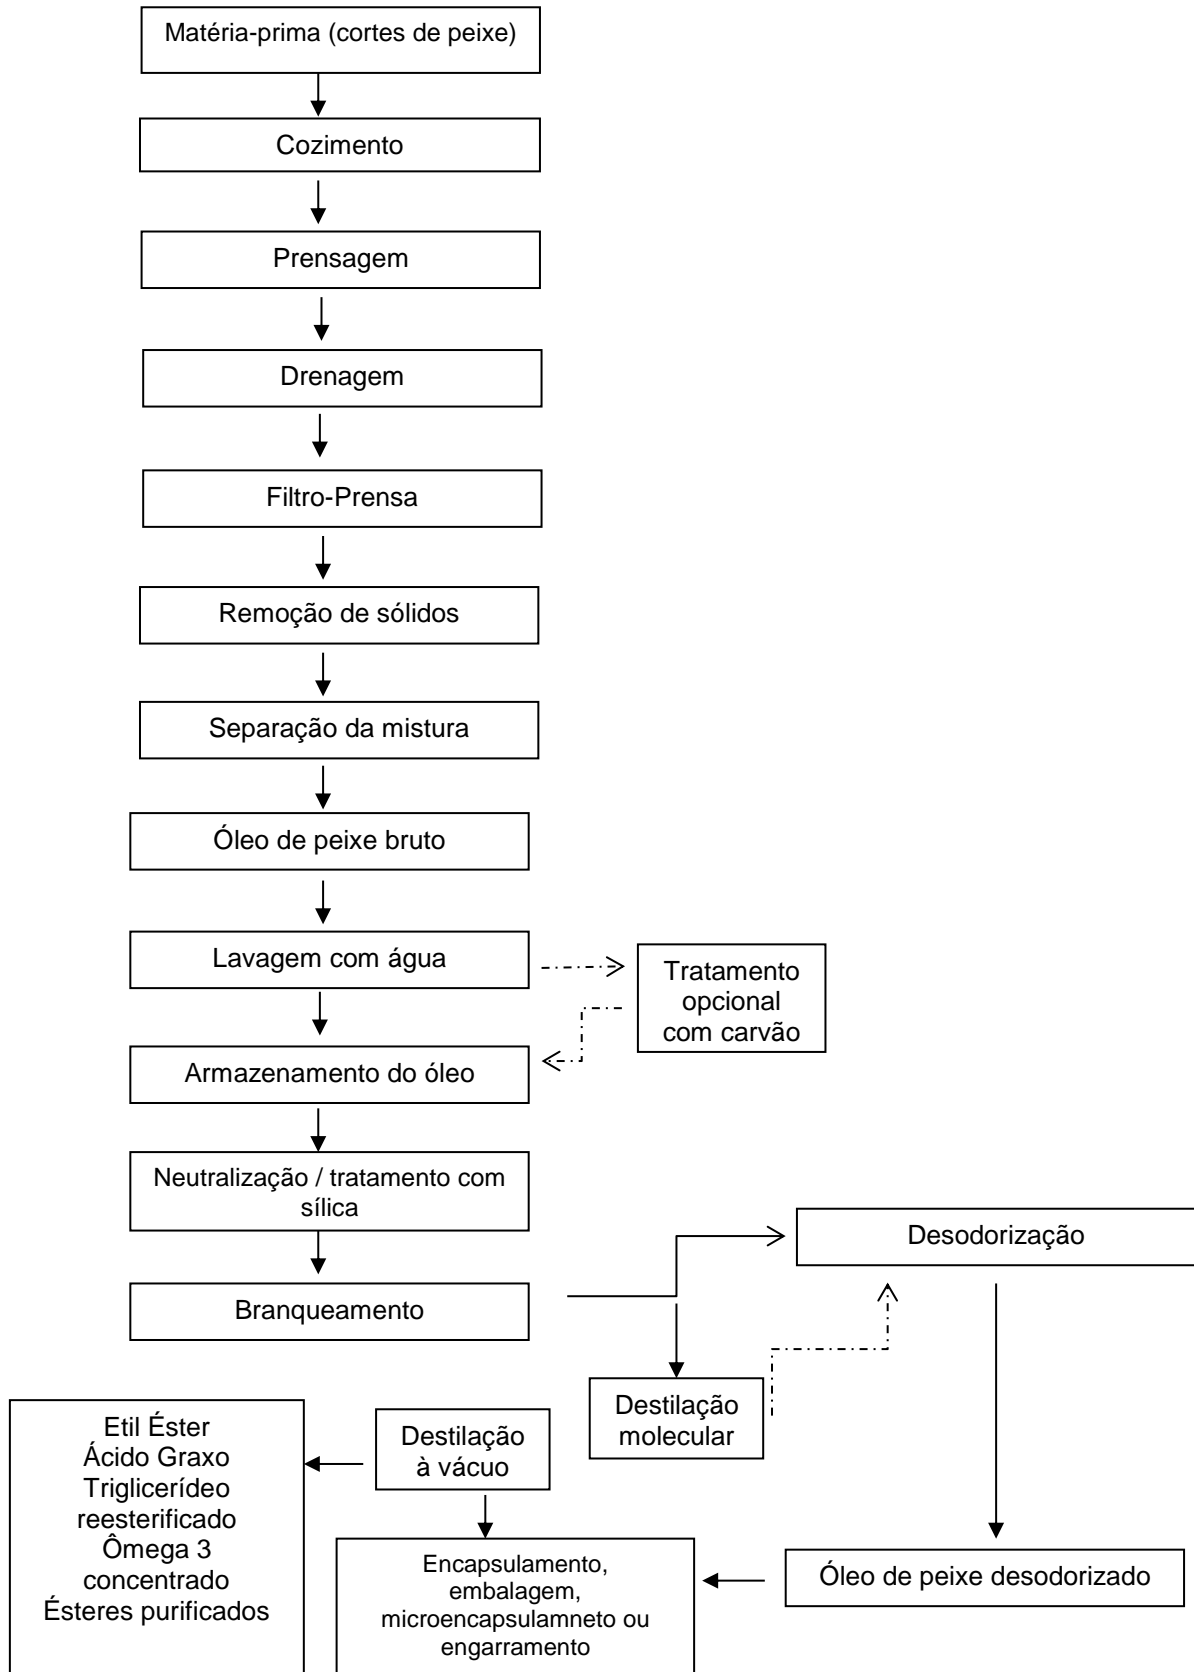 Matéria-prima (cortes de peixe)
Cozimento
Prensagem
Drenagem
Filtro-Prensa
Remoção de sólidos
Separação da mistura
Óleo de peixe bruto
Lavagem com água
Tratamento
opcional
com carvão
Armazenamento do óleo
Neutralização / tratamento com
sílica
Desodorização
Branqueamento
Destilação
molecular
Destilação
à vácuo
Etil Éster
Ácido Graxo
Triglicerídeo
reesterificado
Ômega 3
concentrado
Ésteres purificados
Encapsulamento,
embalagem,
microencapsulamneto ou
engarramento
Óleo de peixe desodorizado